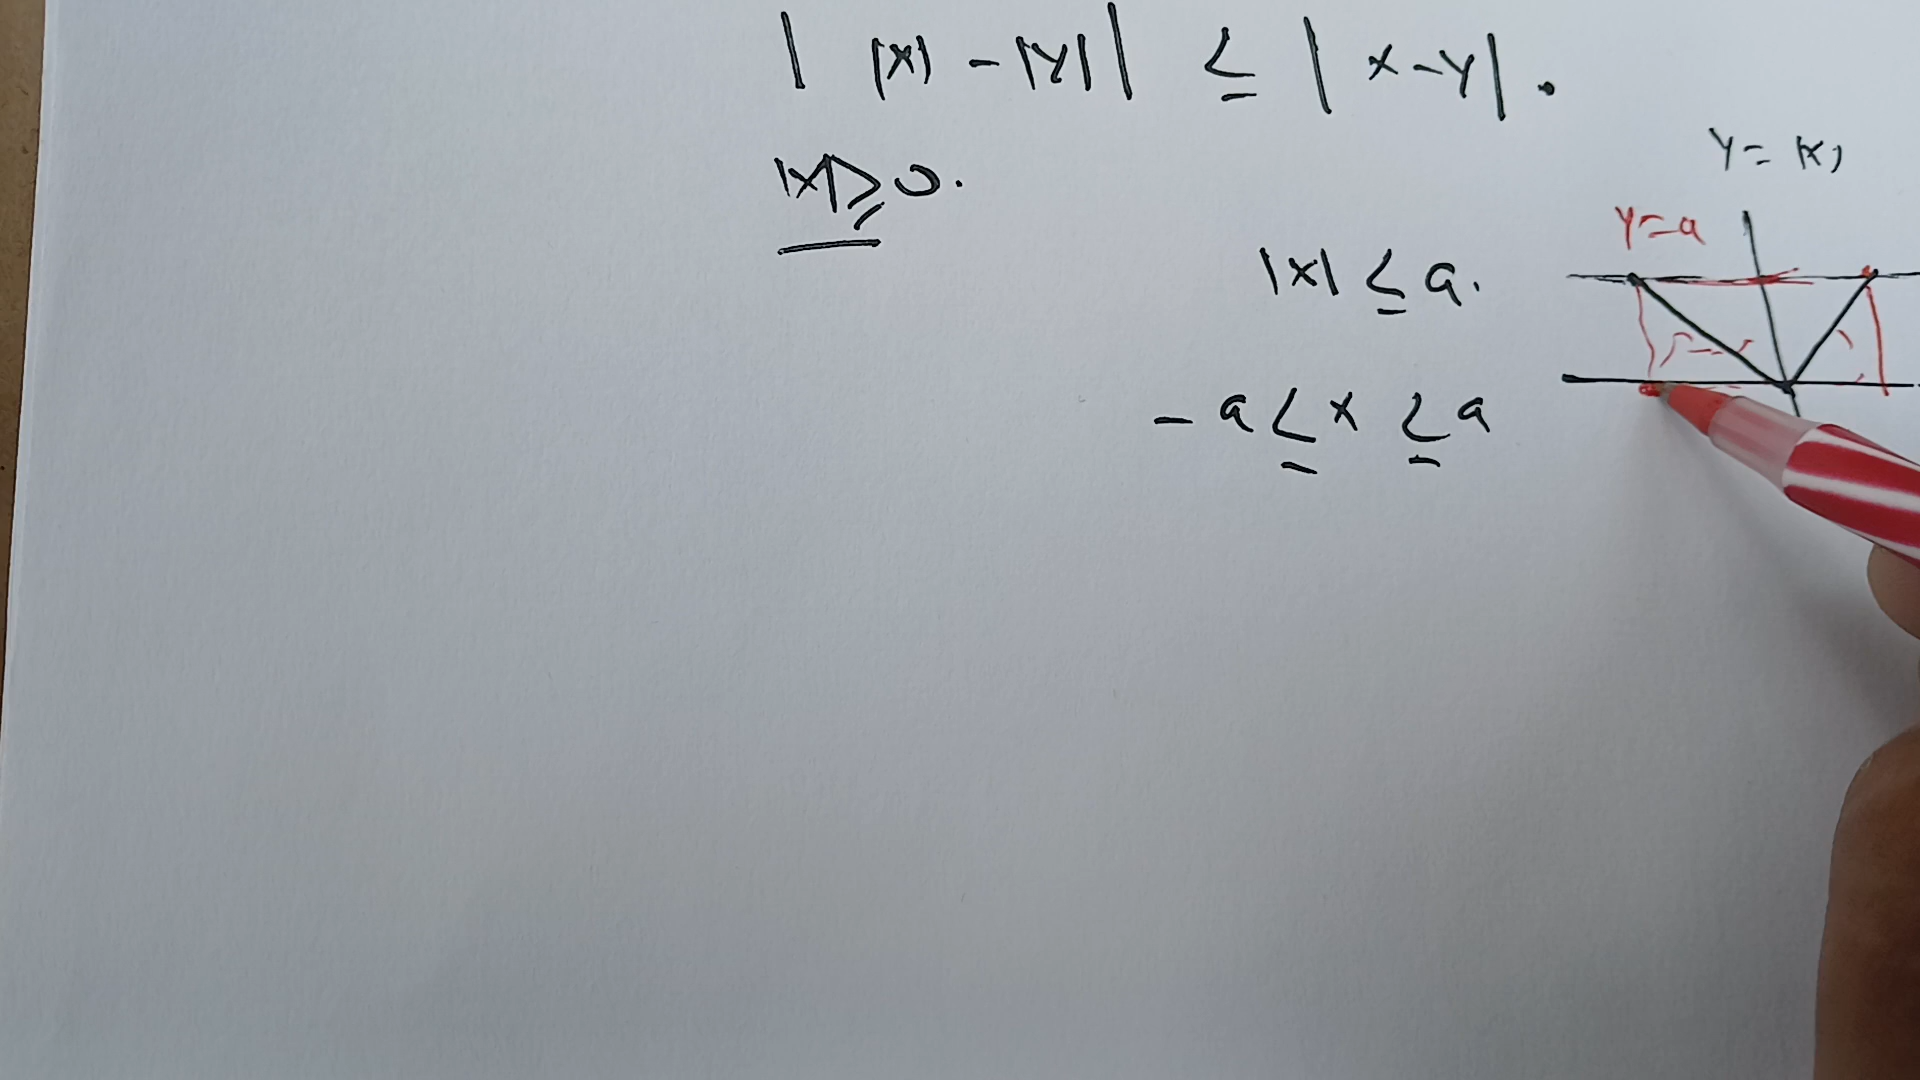 | |x| - |y| | ≤ | x-y| .
|x| ≥ 0.
y = |x|
y=a
|x| ≤ a.
- a ≤ x ≤ a